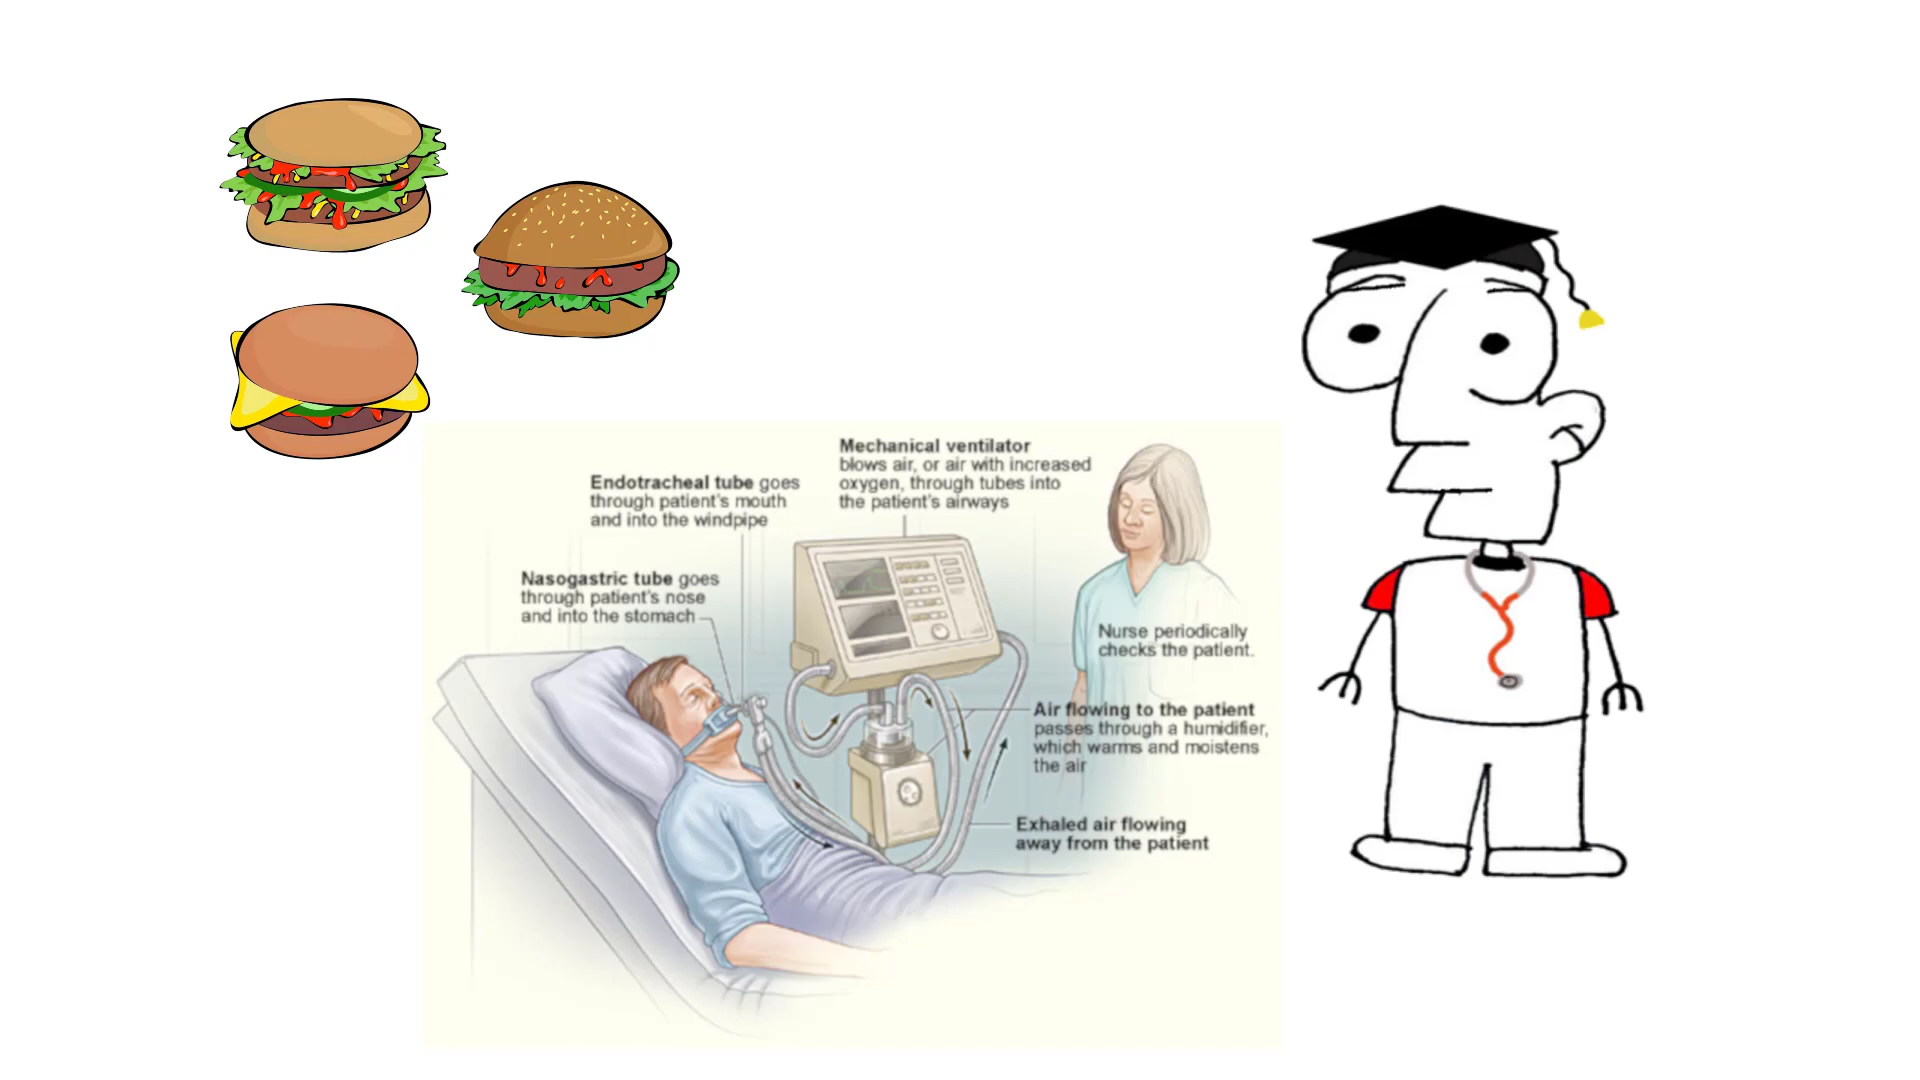 Mechanical ventilator
blows air, or air with increased
oxygen, through tubes into
the patient's airways
Endotracheal tube goes
through patient's mouth
and into the windpipe
Nasogastric tube goes
through patient's nose
and into the stomach
Nurse periodically
checks the patient.
Air flowing to the patient
passes through a humidifier,
which warms and moistens
the air
Exhaled air flowing
away from the patient